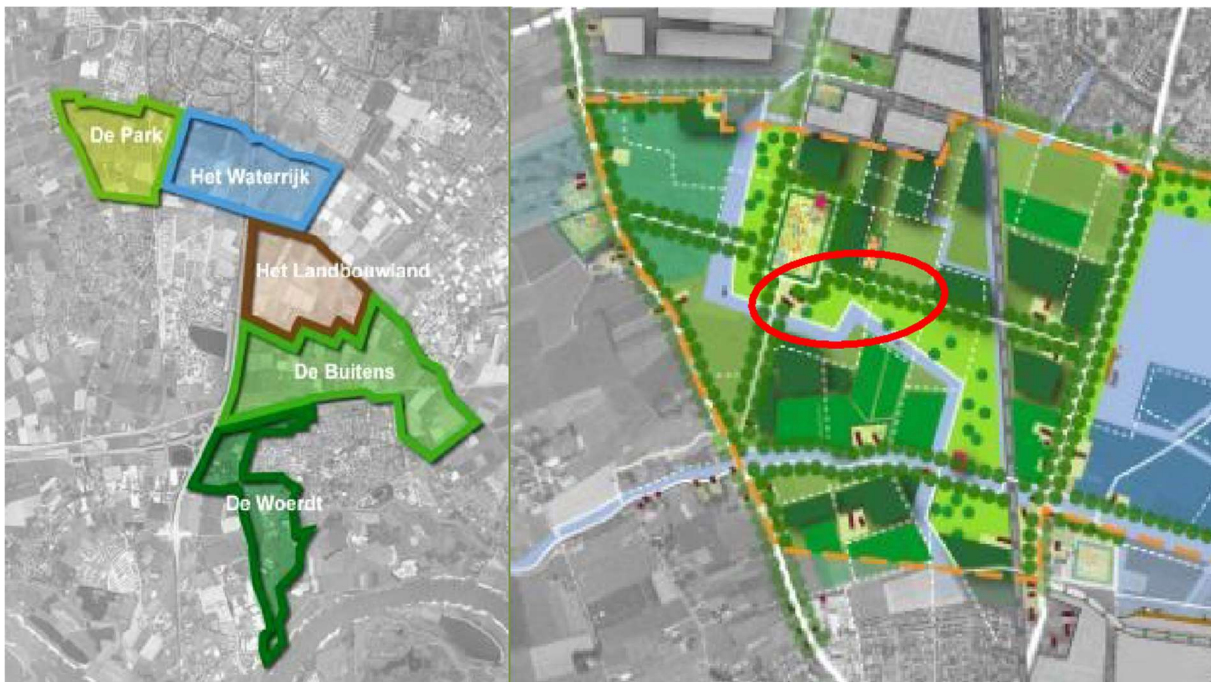 De Park
Het Waterrijk
Het Landbouwland
De Buitens
De Woerdt